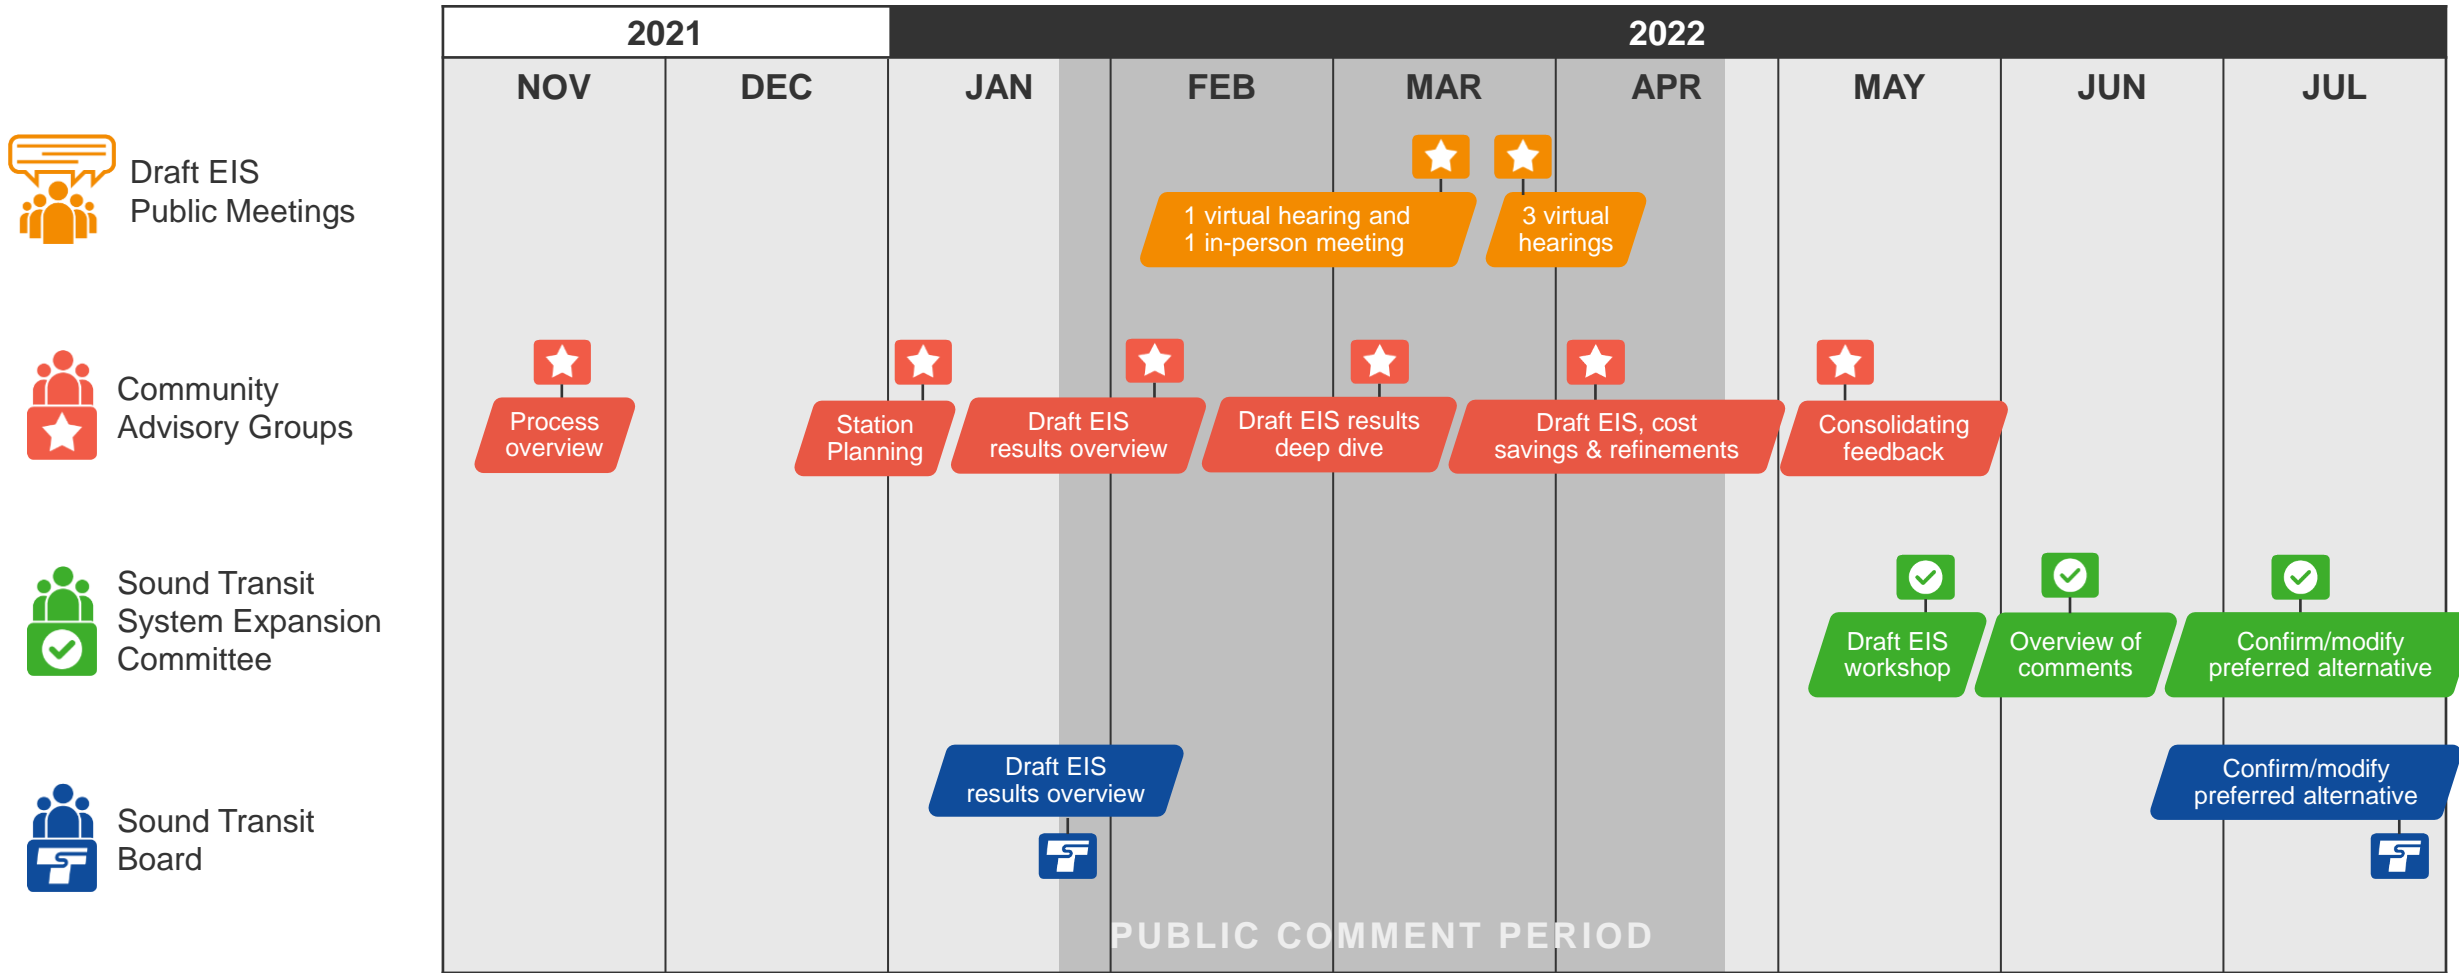 2021
2022
NOV
DEC
JAN
FEB
MAR
APR
MAY
JUN
JUL
Draft EIS
Public Meetings
1 virtual hearing and
1 in-person meeting
3 virtual
hearings
Community
Advisory Groups
Process
overview
Station
Planning
Draft EIS
results overview
Draft EIS results
deep dive
Draft EIS, cost
savings & refinements
Consolidating
feedback
Sound Transit
System Expansion
Committee
Draft EIS
workshop
Overview of
comments
Confirm/modify
preferred alternative
Sound Transit
Board
Draft EIS
results overview
Confirm/modify
preferred alternative
PUBLIC COMMENT PERIOD